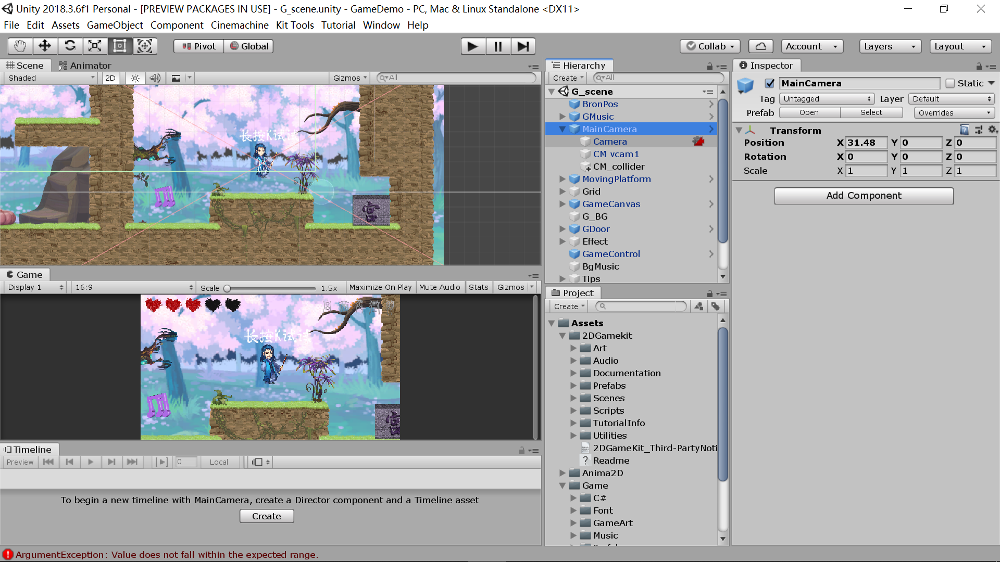 Unity 2018.3.6f1 Personal - [PREVIEW PACKAGES IN USE] - G_scene.unity - GameDemo - PC, Mac & Linux Standalone <DX11>
File Edit Assets GameObject Component Cinemachine Kit Tools Tutorial Window Help
Pivot Global Collab Account Layers Layout
Scene Animator
Shaded 2D Gizmos All
长按K试试
宫
Game
Display 1 16:9 Scale 1.5x Maximize On Play Mute Audio Stats Gizmos
长按K试试
Timeline
Preview 0 Local
To begin a new timeline with MainCamera, create a Director component and a Timeline asset
Create
ArgumentException: Value does not fall within the expected range.
Hierarchy
Create All
G_scene
BronPos
GMusic
MainCamera
Camera
CM vcam1
CM_collider
MovingPlatform
Grid
GameCanvas
G_BG
GDoor
Effect
GameControl
BgMusic
Tips
Project
Create
Assets
2DGamekit
Art
Audio
Documentation
Prefabs
Scenes
Scripts
TutorialInfo
Utilities
2DGameKit_Third-PartyNoti
Readme
Anima2D
Game
C#
Font
GameArt
Music
Inspector
MainCamera Static
Tag Untagged Layer Default
Prefab Open Select Overrides
Transform
Position X 31.48 Y 0 Z 0
Rotation X 0 Y 0 Z 0
Scale X 1 Y 1 Z 1
Add Component